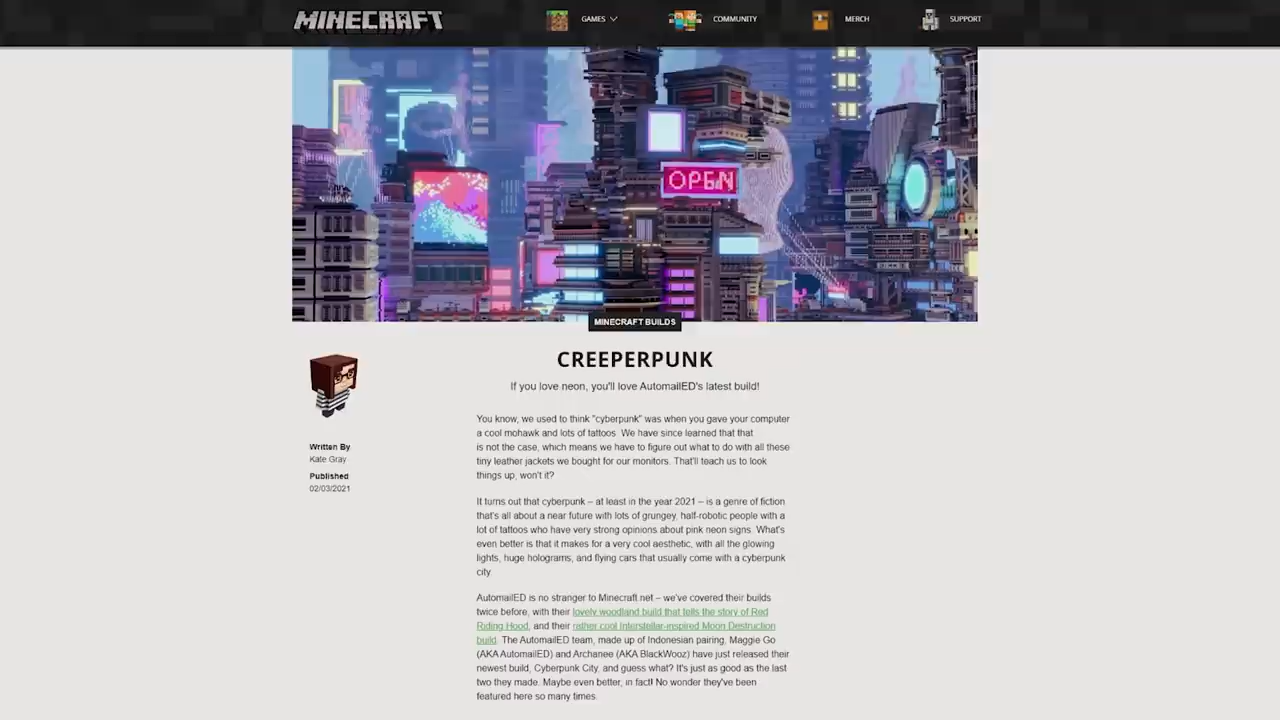 MINECRAFT
GAMES
COMMUNITY
MERCH
SUPPORT
OPEN
MINECRAFT BUILDS
CREEPERPUNK
If you love neon, you'll love AutomailED's latest build!
Written By
Kate Gray
Published
02/03/2021
You know, we used to think "cyberpunk" was when you gave your computer
a cool mohawk and lots of tattoos. We have since learned that that
is not the case, which means we have to figure out what to do with all these
tiny leather jackets we bought for our monitors. That'll teach us to look
things up, won't it?
It turns out that cyberpunk – at least in the year 2021 – is a genre of fiction
that's all about a near future with lots of grungey, half-robotic people with a
lot of tattoos who have very strong opinions about pink neon signs. What's
even better is that it makes for a very cool aesthetic, with all the glowing
lights, huge holograms, and flying cars that usually come with a cyberpunk
city.
AutomailED is no stranger to Minecraft.net – we've covered their builds
twice before, with their lovely woodland build that tells the story of Red
Riding Hood, and their rather cool Interstellar-inspired Moon Destruction
build. The AutomailED team, made up of Indonesian pairing, Maggie Go
(AKA AutomailED) and Archanee (AKA BlackWooz) have just released their
newest build, Cyberpunk City, and guess what? It's just as good as the last
two they made. Maybe even better, in fact! No wonder they've been
featured here so many times.